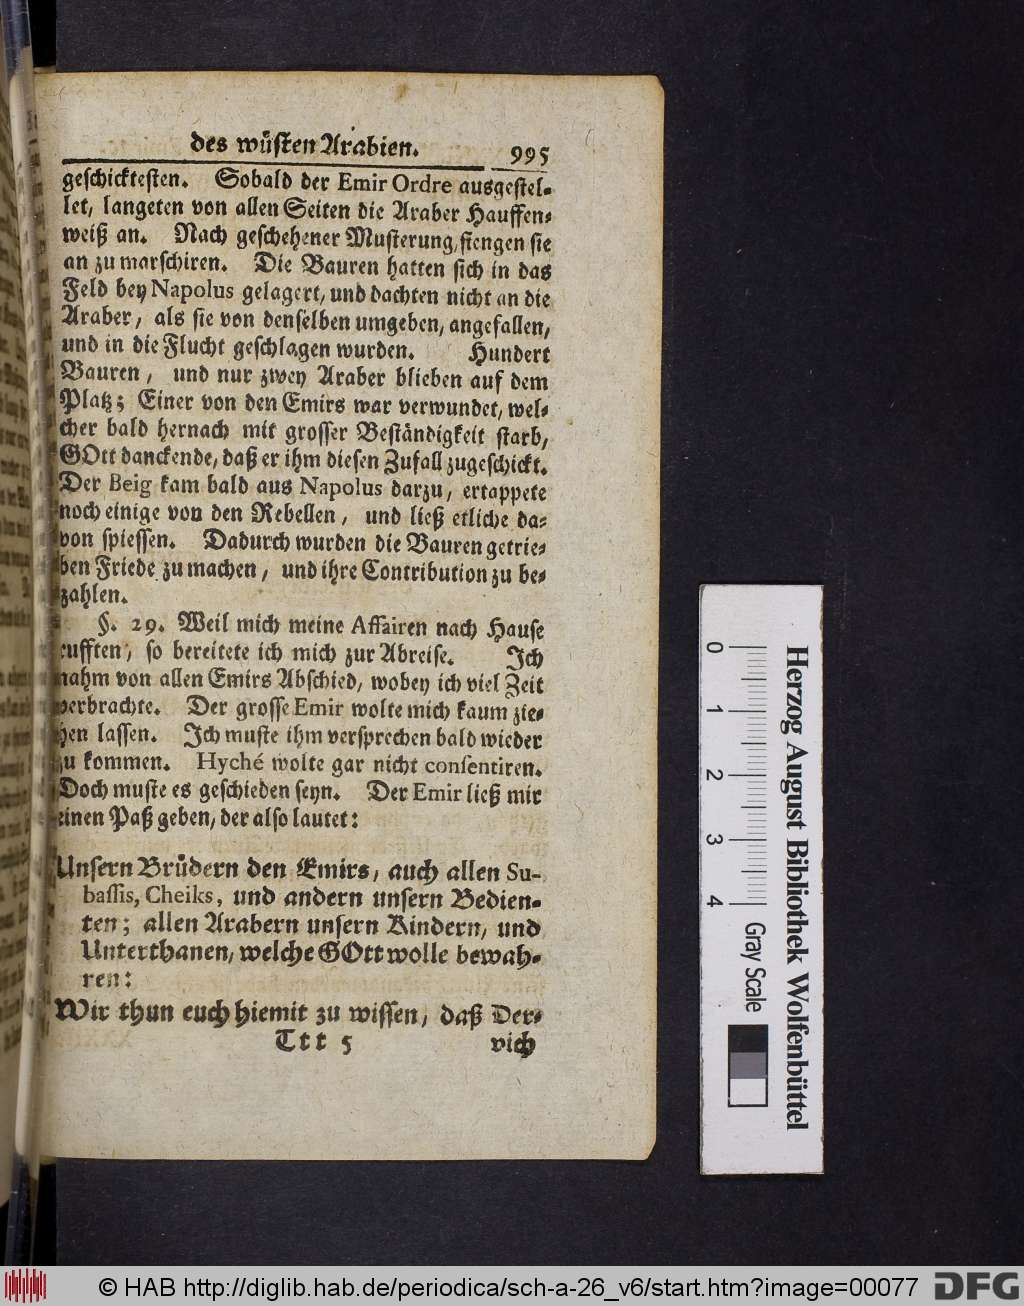 des wüsten Arabien. 995
geschicktesten. Sobald der Emir Ordre ausgestel-
let, langeten von allen Seiten die Araber Hauffen-
weiß an. Nach geschehener Musterung, fiengen sie
an zu marschiren. Die Bauren hatten sich in das
Feld bey Napolus gelagert, und dachten nicht an die
Araber, als sie von denselben umgeben, angefallen,
und in die Flucht geschlagen wurden. Hundert
Bauren, und nur zwey Araber blieben auf dem
Platz; Einer von den Emirs war verwundet, wel-
cher bald hernach mit grosser Beständigkeit starb,
GOtt danckende, daß er ihm diesen Zufall zugeschickt.
Der Beig kam bald aus Napolus darzu, ertappete
noch einige von den Rebellen, und ließ etliche da-
von spiessen. Dadurch wurden die Bauren getrie-
ben Friede zu machen, und ihre Contribution zu be-
zahlen.
§. 29. Weil mich meine Affairen nach Hause
rufften, so bereitete ich mich zur Abreise. Ich
nahm von allen Emirs Abschied, wobey ich viel Zeit
verbrachte. Der grosse Emir wolte mich kaum zie-
hen lassen. Ich muste ihm versprechen bald wieder
zu kommen. Hyché wolte gar nicht consentiren.
Doch muste es geschieden seyn. Der Emir ließ mir
einen Paß geben, der also lautet:
Unsern Brüdern den Emirs, auch allen Su-
bassis, Cheiks, und andern unsern Bedien-
ten; allen Arabern unsern Kindern, und
Unterthanen, welche GOtt wolle bewah-
ren:
Wir thun euch hiemit zu wissen, daß Der-
Ttt 5 vich
0 1 2 3 4 Gray Scale
Herzog August Bibliothek Wolfenbüttel
© HAB http://diglib.hab.de/periodica/sch-a-26_v6/start.htm?image=00077 DFG